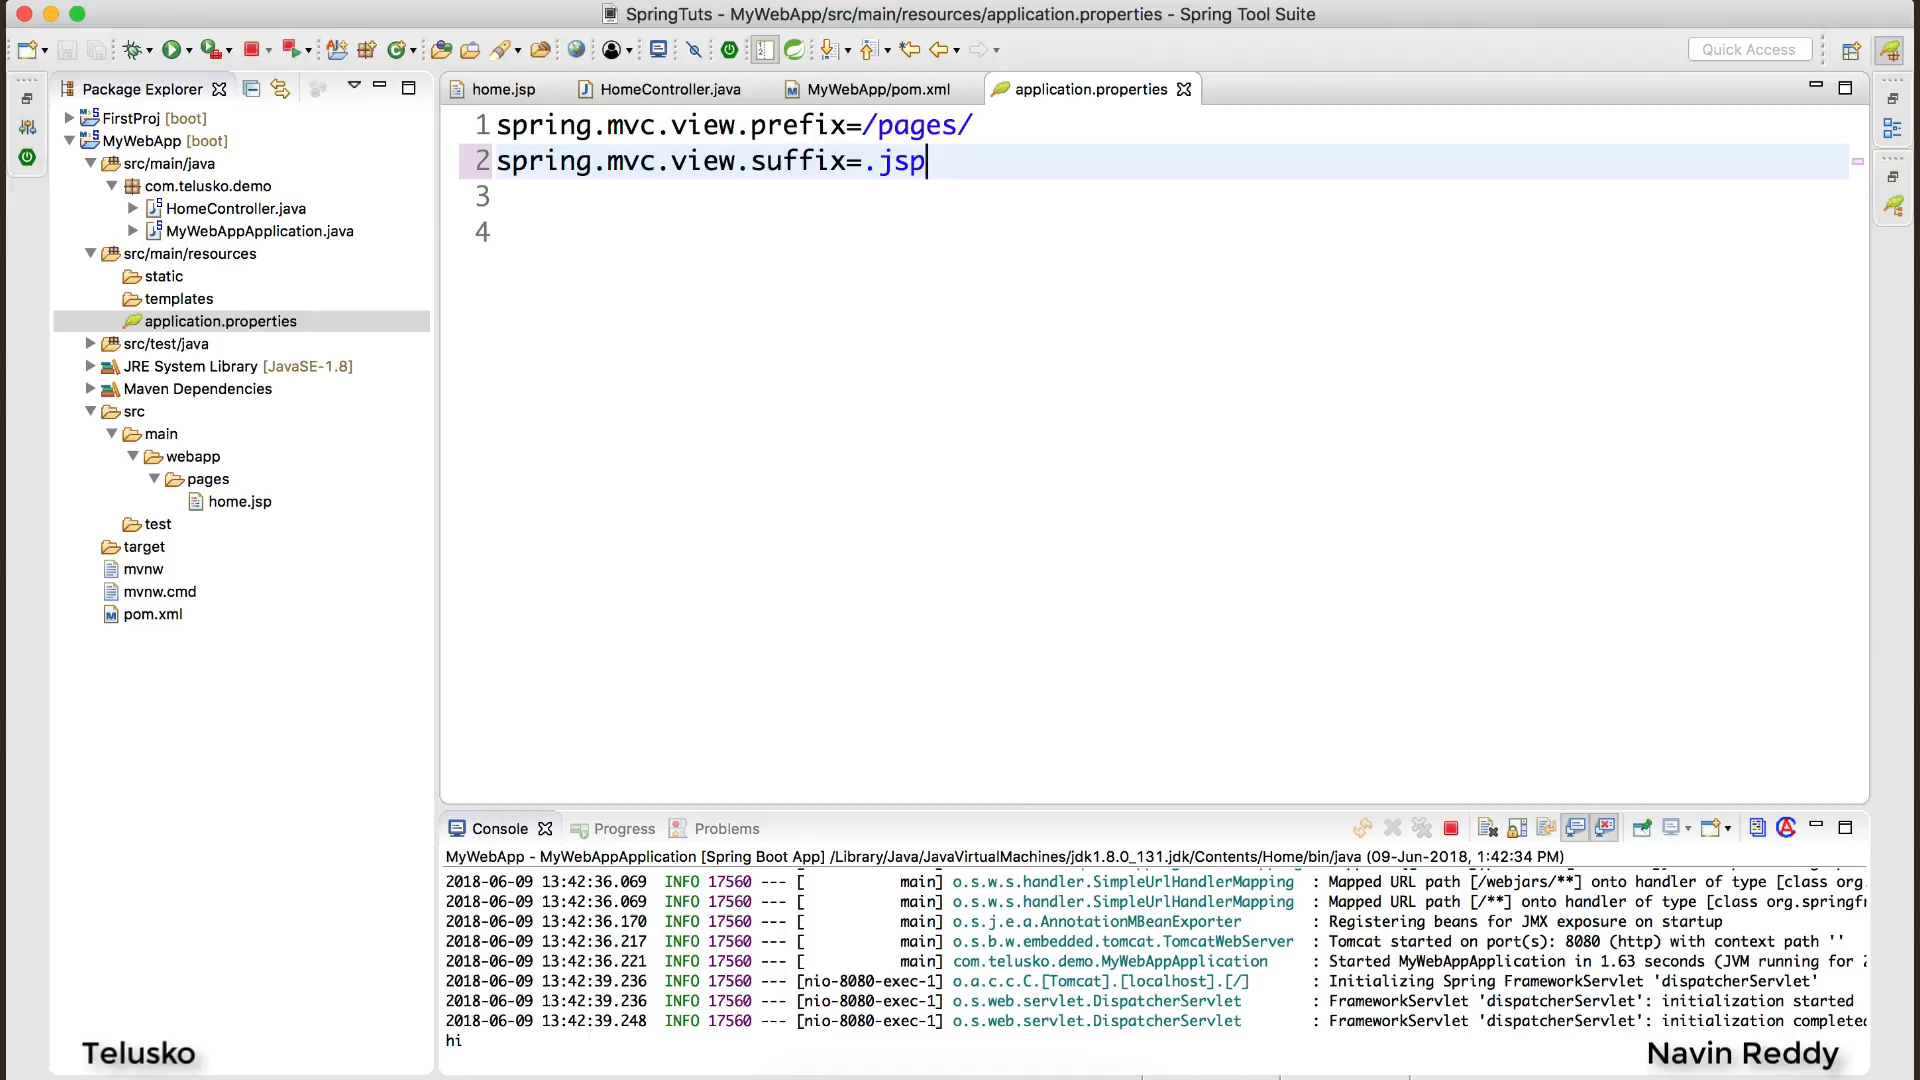 SpringTuts - MyWebApp/src/main/resources/application.properties - Spring Tool Suite
Quick Access
Package Explorer
home.jsp
HomeController.java
MyWebApp/pom.xml
application.properties
FirstProj [boot]
MyWebApp [boot]
src/main/java
com.telusko.demo
HomeController.java
MyWebAppApplication.java
src/main/resources
static
templates
application.properties
src/test/java
JRE System Library [JavaSE-1.8]
Maven Dependencies
src
main
webapp
pages
home.jsp
test
target
mvnw
mvnw.cmd
pom.xml
1 spring.mvc.view.prefix=/pages/
2 spring.mvc.view.suffix=.jsp
3
4
Console
Progress
Problems
MyWebApp - MyWebAppApplication [Spring Boot App] /Library/Java/JavaVirtualMachines/jdk1.8.0_131.jdk/Contents/Home/bin/java (09-Jun-2018, 1:42:34 PM)
2018-06-09 13:42:36.069 INFO 17560 --- [ main] o.s.w.s.handler.SimpleUrlHandlerMapping : Mapped URL path [/webjars/**] onto handler of type [class org.
2018-06-09 13:42:36.069 INFO 17560 --- [ main] o.s.w.s.handler.SimpleUrlHandlerMapping : Mapped URL path [/**] onto handler of type [class org.springfr
2018-06-09 13:42:36.170 INFO 17560 --- [ main] o.s.j.e.a.AnnotationMBeanExporter : Registering beans for JMX exposure on startup
2018-06-09 13:42:36.217 INFO 17560 --- [ main] o.s.b.w.embedded.tomcat.TomcatWebServer : Tomcat started on port(s): 8080 (http) with context path ''
2018-06-09 13:42:36.221 INFO 17560 --- [ main] com.telusko.demo.MyWebAppApplication : Started MyWebAppApplication in 1.63 seconds (JVM running for 2
2018-06-09 13:42:39.236 INFO 17560 --- [nio-8080-exec-1] o.a.c.c.C.[Tomcat].[localhost].[/] : Initializing Spring FrameworkServlet 'dispatcherServlet'
2018-06-09 13:42:39.236 INFO 17560 --- [nio-8080-exec-1] o.s.web.servlet.DispatcherServlet : FrameworkServlet 'dispatcherServlet': initialization started
2018-06-09 13:42:39.248 INFO 17560 --- [nio-8080-exec-1] o.s.web.servlet.DispatcherServlet : FrameworkServlet 'dispatcherServlet': initialization completed
hi
Telusko
Navin Reddy